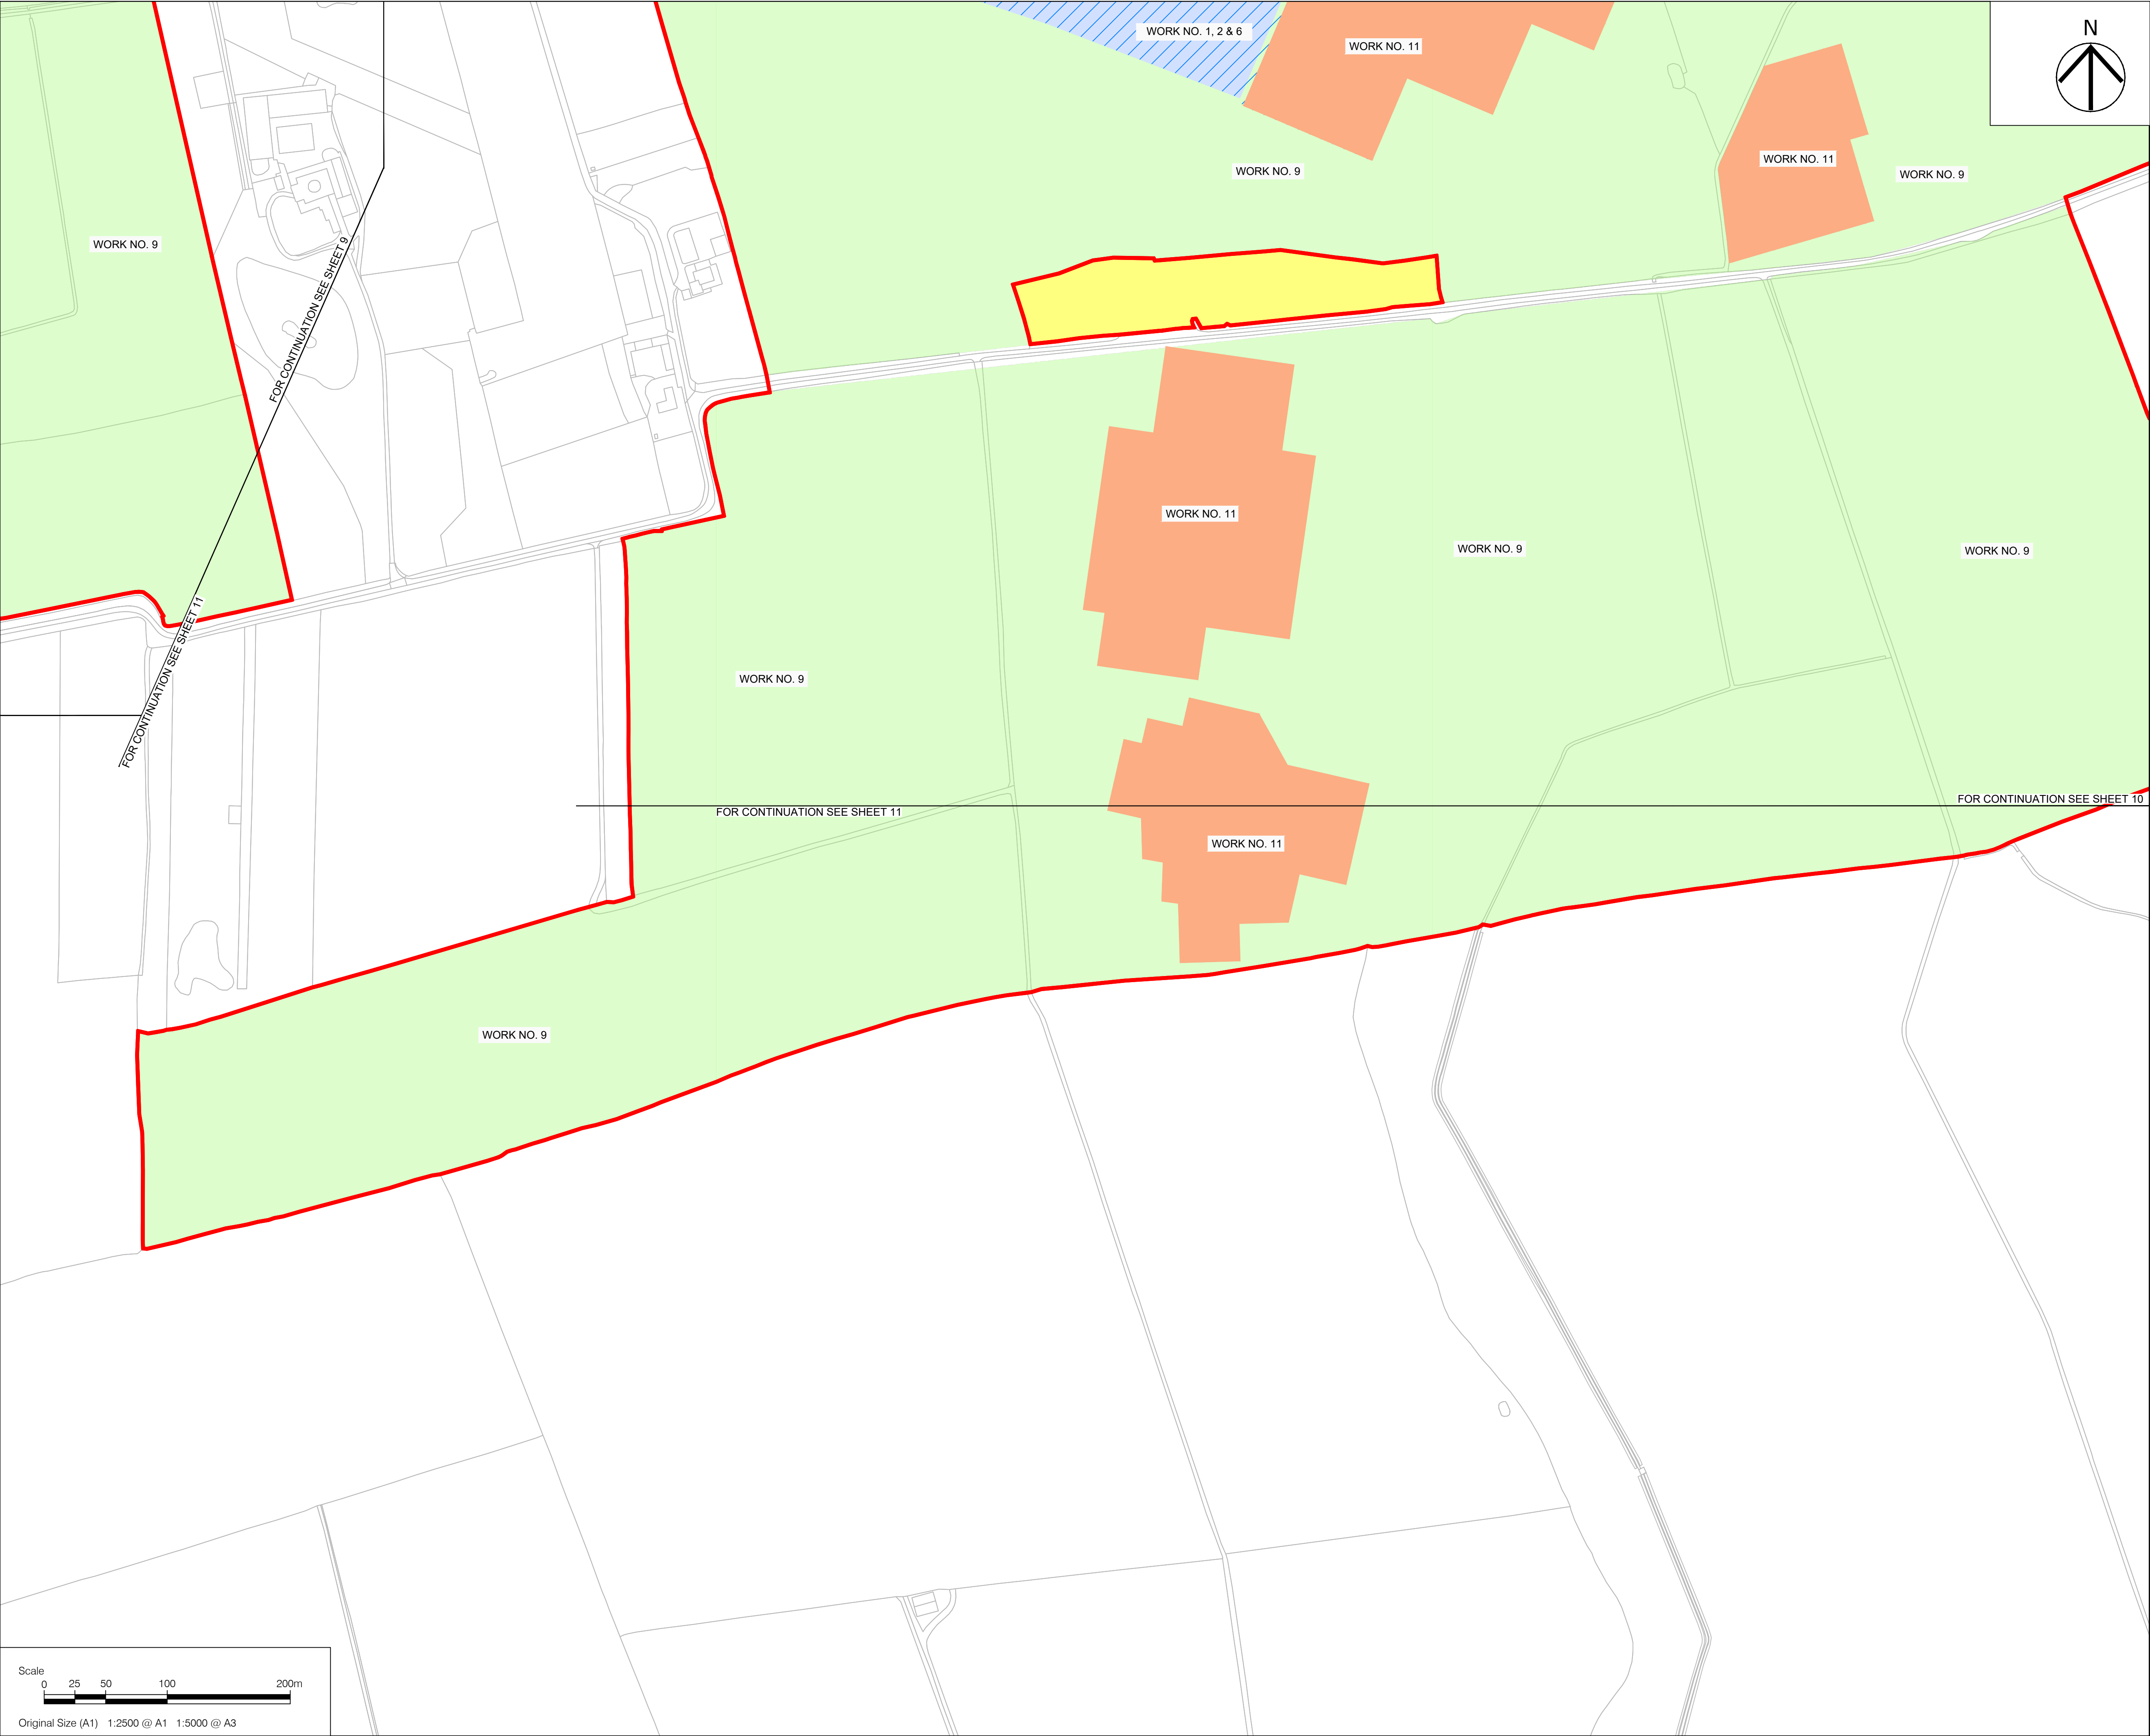 WORK NO. 1, 2 & 6
N
WORK NO. 11
WORK NO. 11
WORK NO. 9
WORK NO. 9
WORK NO. 9
FOR CONTINUATION SEE SHEET 9
WORK NO. 11
WORK NO. 9
WORK NO. 9
FOR CONTINUATION SEE SHEET 11
WORK NO. 9
FOR CONTINUATION SEE SHEET 11
FOR CONTINUATION SEE SHEET 10
WORK NO. 11
WORK NO. 9
Scale
0 25 50 100 200m
Original Size (A1) 1:2500 @ A1 1:5000 @ A3